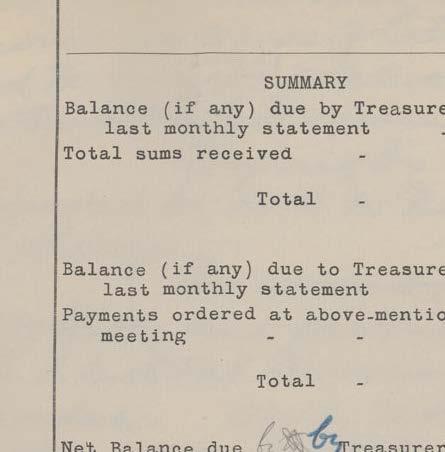 SUMMARY
Balance (if any) due by Treasure
last monthly statement -
Total sums received -
Total -
Balance (if any) due to Treasure
last monthly statement
Payments ordered at above-mentio
meeting - -
Total -
Net Balance due by Treasurer